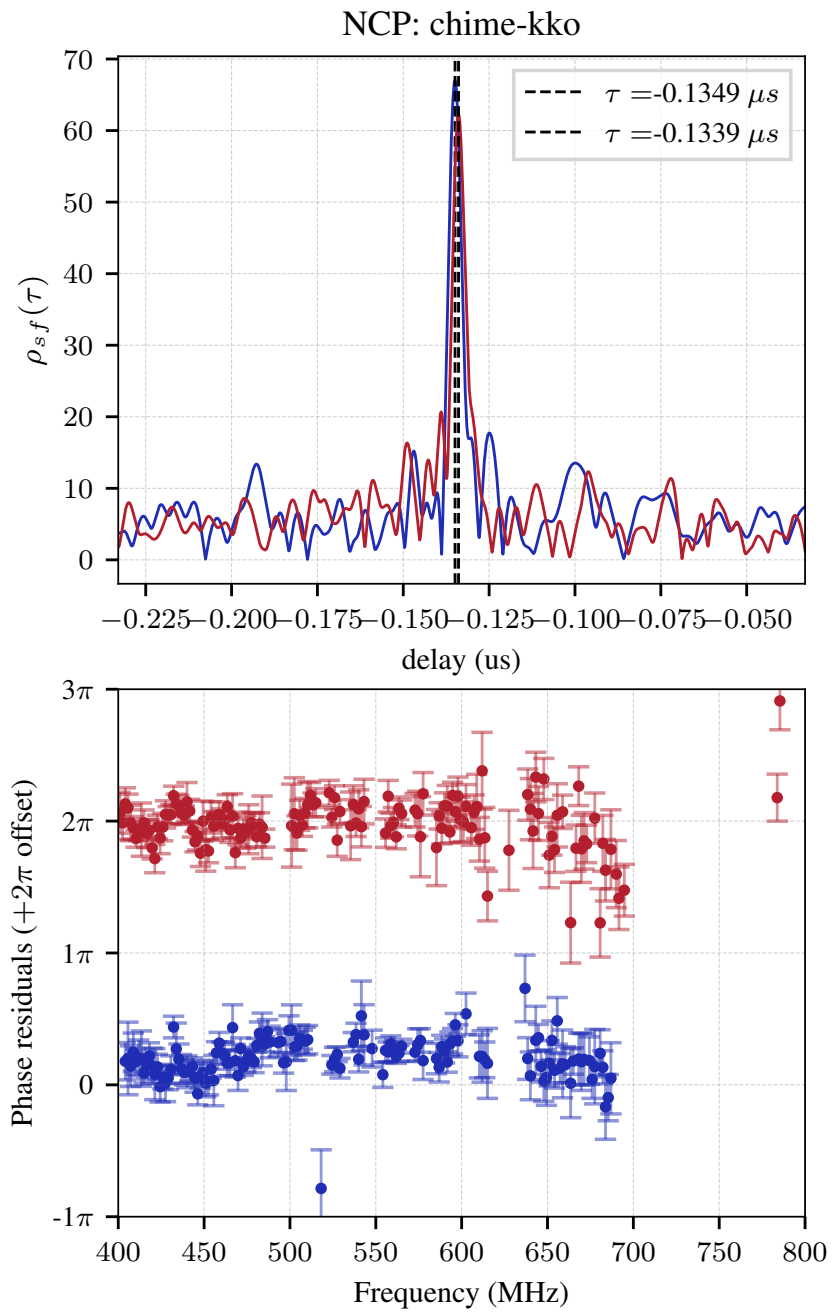 NCP: chime-kko
70
60
50
40
30
20
10
0
ρsf(τ)
τ =-0.1349 μs
τ =-0.1339 μs
−0.225 −0.200 −0.175 −0.150 −0.125 −0.100 −0.075 −0.050
delay (us)
3π
2π
1π
0
-1π
Phase residuals (+2π offset)
400 450 500 550 600 650 700 750 800
Frequency (MHz)